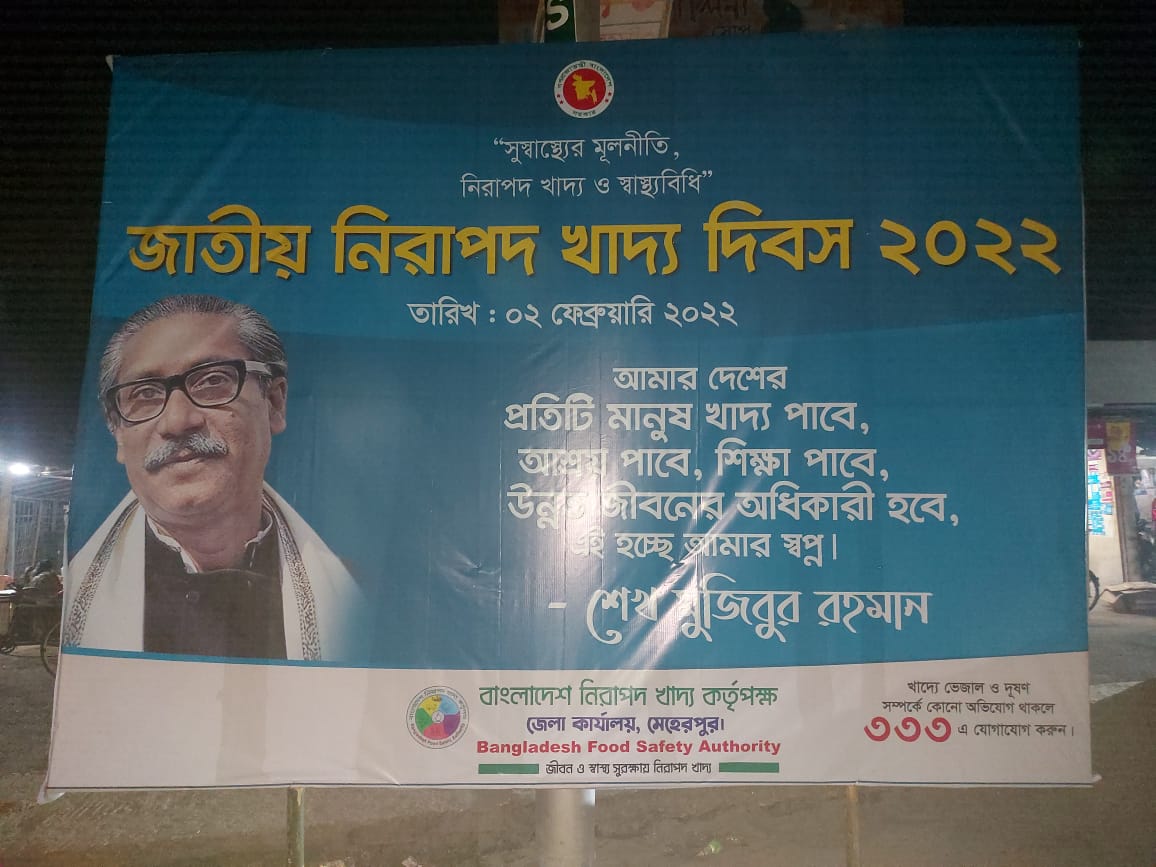 “সুস্বাস্থ্যের মূলনীতি,
নিরাপদ খাদ্য ও স্বাস্থ্যবিধি”
জাতীয় নিরাপদ খাদ্য দিবস ২০২২
তারিখ : ০২ ফেব্রুয়ারি ২০২২
আমার দেশের
প্রতিটি মানুষ খাদ্য পাবে,
আশ্রয় পাবে, শিক্ষা পাবে,
উন্নত জীবনের অধিকারী হবে,
এই হচ্ছে আমার স্বপ্ন।
- শেখ মুজিবুর রহমান
বাংলাদেশ নিরাপদ খাদ্য কর্তৃপক্ষ
জেলা কার্যালয়, মেহেরপুর।
Bangladesh Food Safety Authority
জীবন ও স্বাস্থ্য সুরক্ষায় নিরাপদ খাদ্য
খাদ্যে ভেজাল ও দূষণ
সম্পর্কে কোনো অভিযোগ থাকলে
৩৩৩ এ যোগাযোগ করুন।